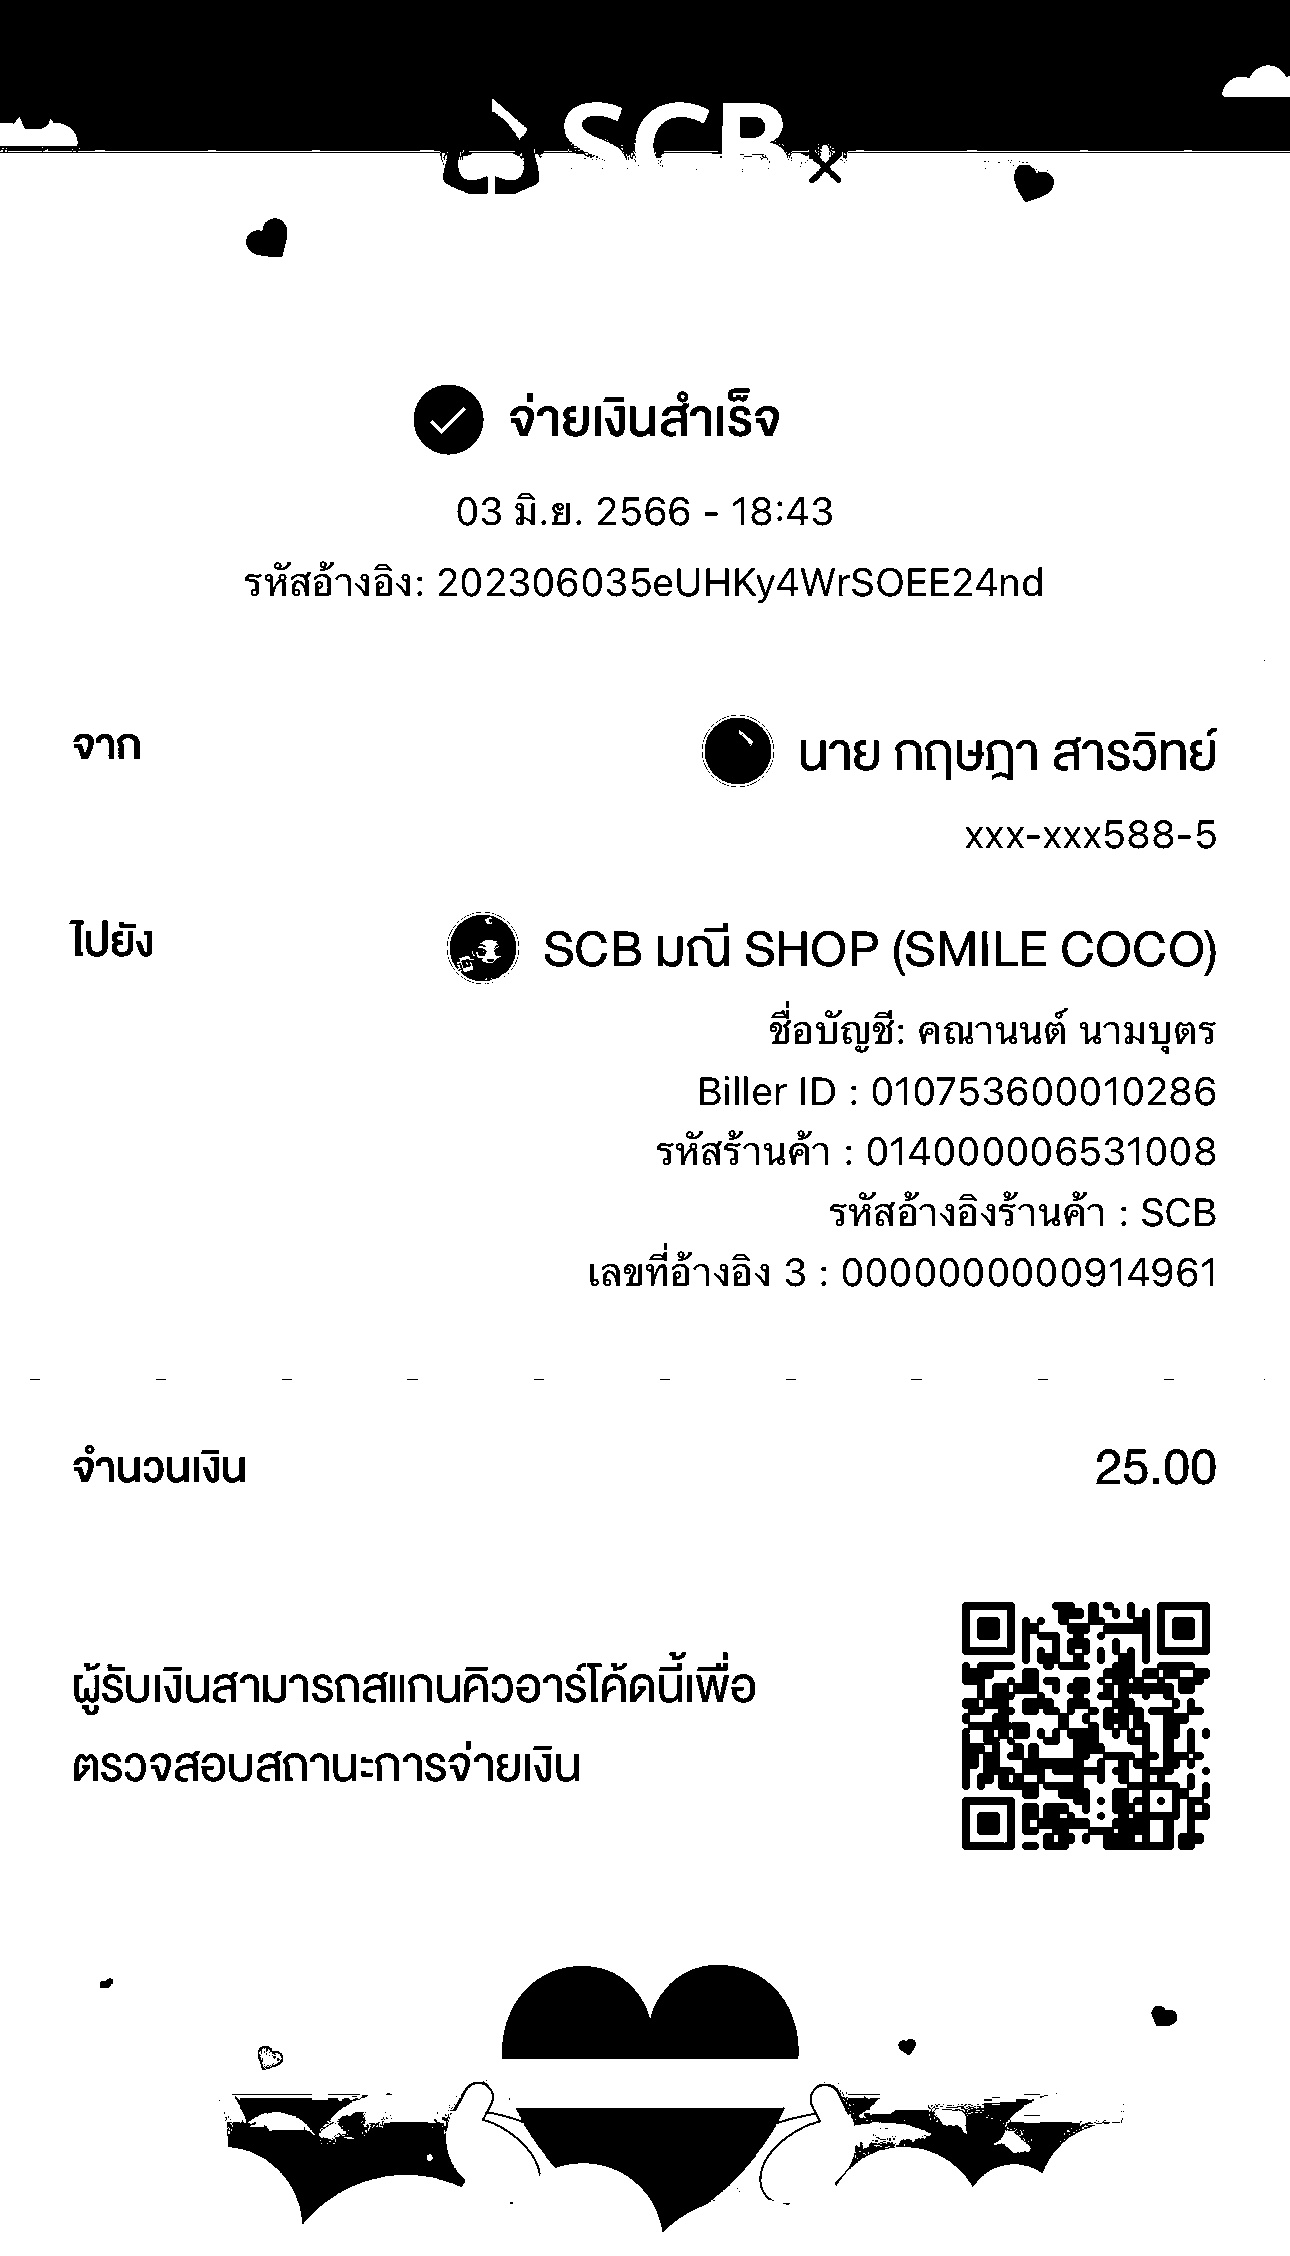 SCB
จ่ายเงินสำเร็จ
03 มิ.ย. 2566 - 18:43
รหัสอ้างอิง: 202306035eUHKy4WrSOEE24nd
จาก
นาย กฤษฎา สารวิทย์
xxx-xxx588-5
ไปยัง
SCB มณี SHOP (SMILE COCO)
ชื่อบัญชี: คณานนต์ นามบุตร
Biller ID : 010753600010286
รหัสร้านค้า : 014000006531008
รหัสอ้างอิงร้านค้า : SCB
เลขที่อ้างอิง 3 : 0000000000914961
จำนวนเงิน
25.00
ผู้รับเงินสามารถสแกนคิวอาร์โค้ดนี้เพื่อ
ตรวจสอบสถานะการจ่ายเงิน